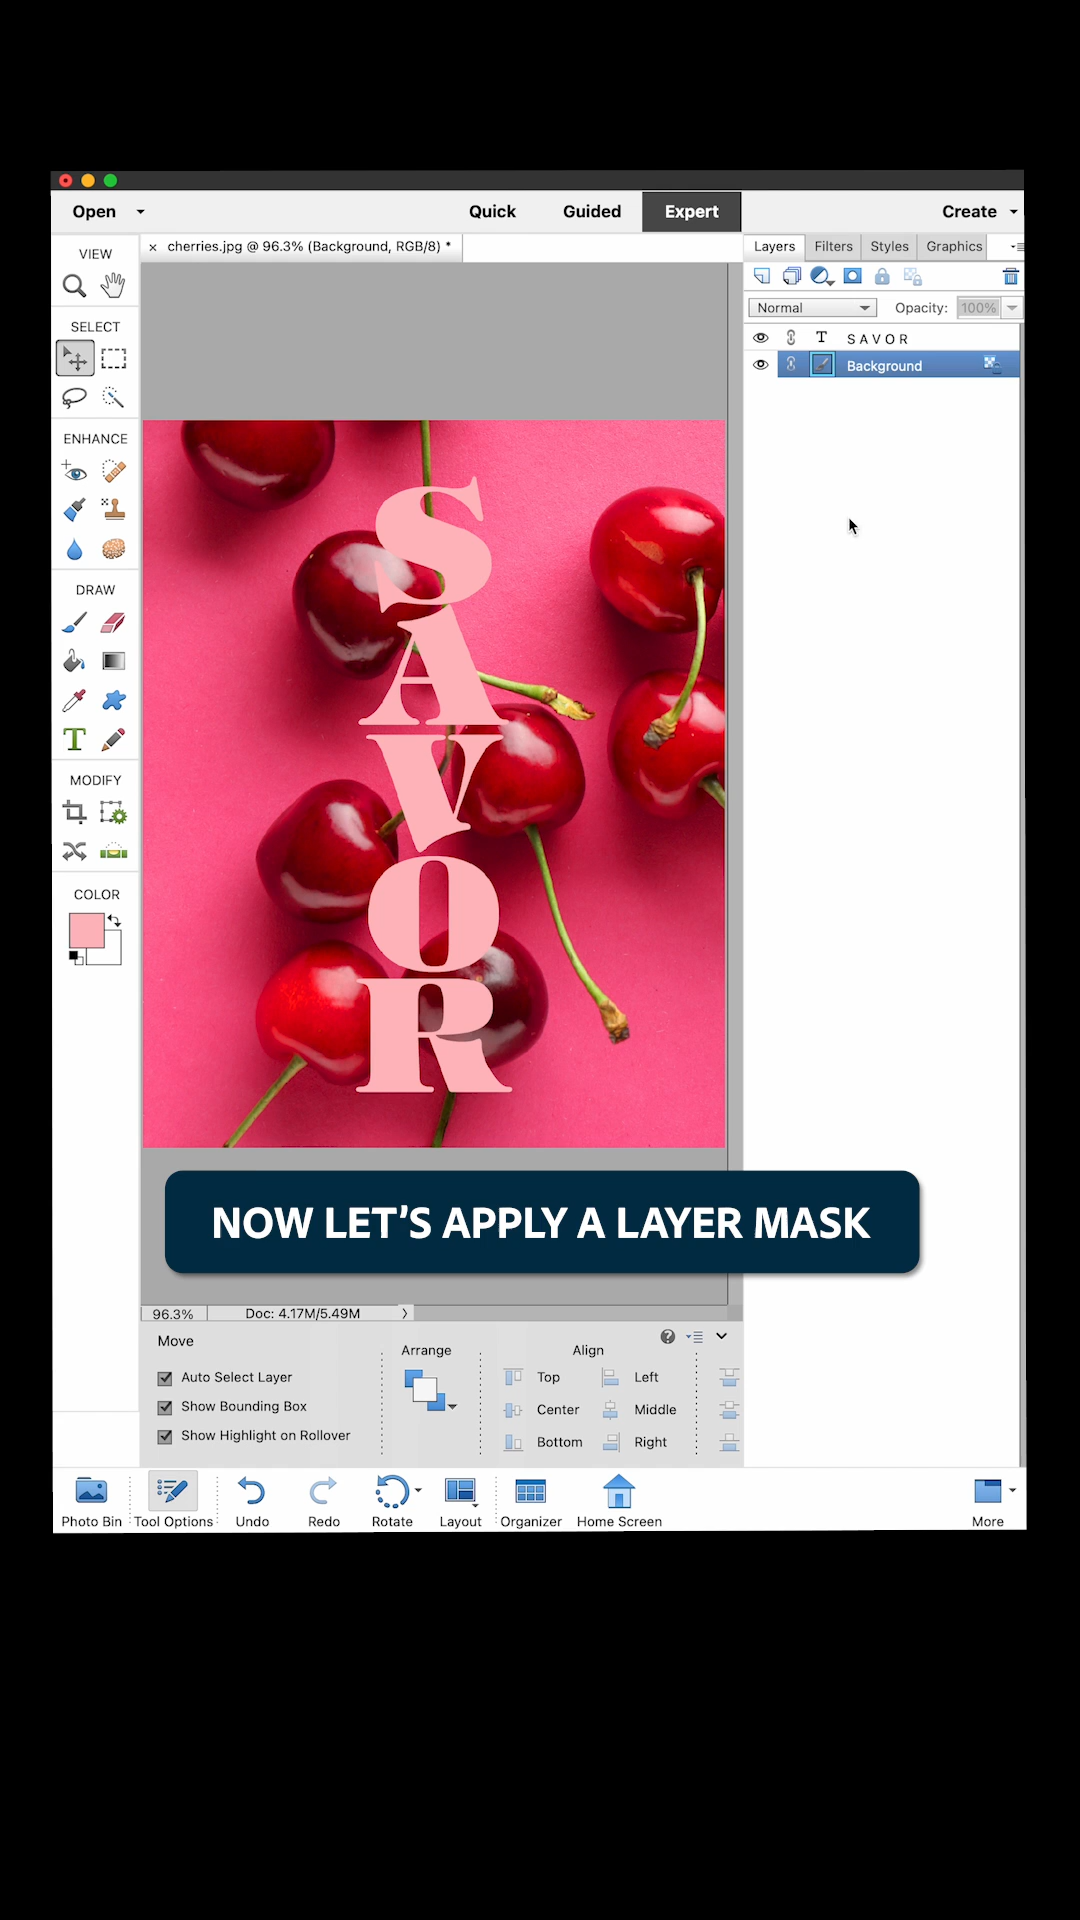 Open
Quick
Guided
Expert
Create
VIEW
× cherries.jpg @ 96.3% (Background, RGB/8) *
Layers
Filters
Styles
Graphics
SELECT
Normal
Opacity: 100%
T SAVOR
Background
ENHANCE
DRAW
T
MODIFY
COLOR
S
A
V
O
R
NOW LET'S APPLY A LAYER MASK
96.3%
Doc: 4.17M/5.49M
Move
Arrange
Align
Auto Select Layer
Top
Left
Show Bounding Box
Center
Middle
Show Highlight on Rollover
Bottom
Right
Photo Bin
Tool Options
Undo
Redo
Rotate
Layout
Organizer
Home Screen
More